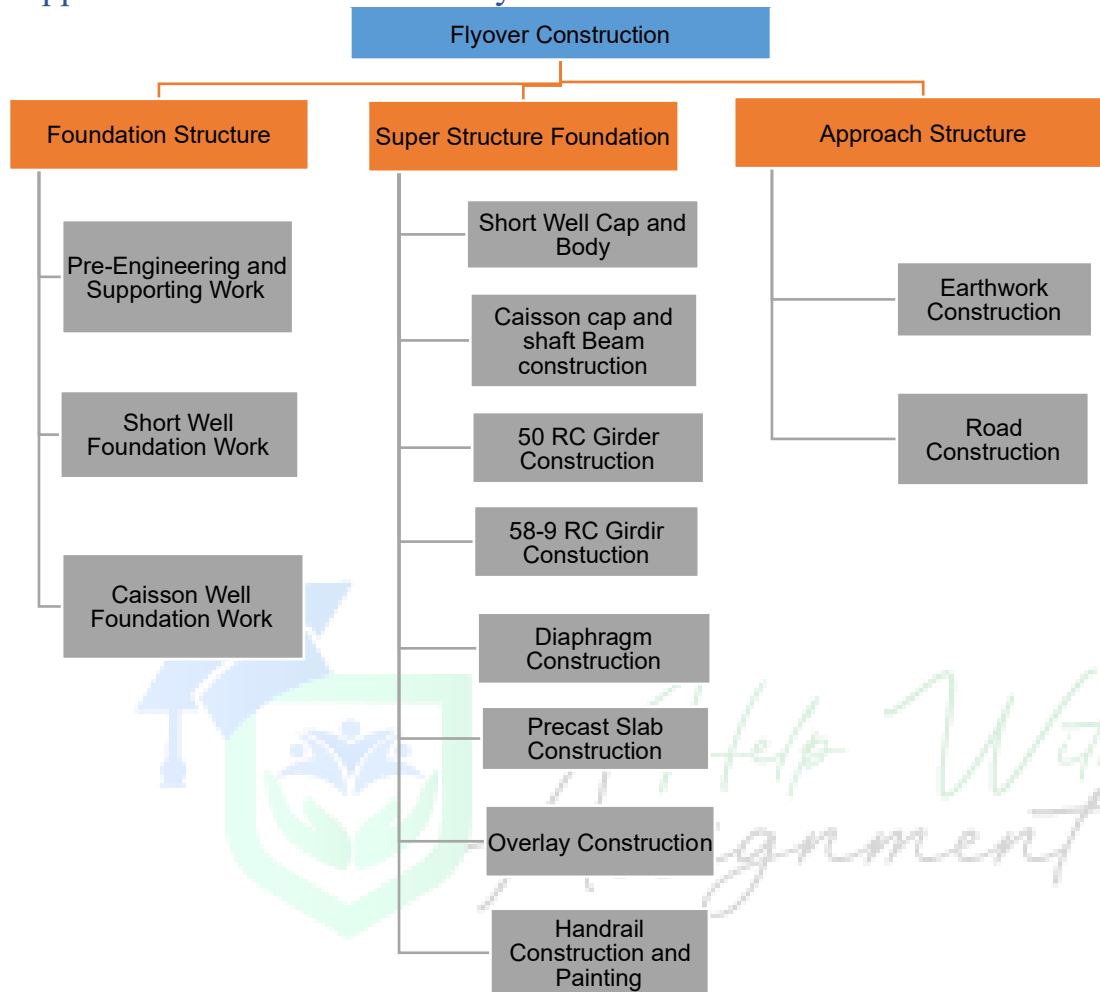 Flyover Construction
Foundation Structure
Super Structure Foundation
Approach Structure
Pre-Engineering and
Supporting Work
Short Well
Foundation Work
Caisson Well
Foundation Work
Short Well Cap and
Body
Caisson cap and
shaft Beam
construction
50 RC Girder
Construction
58-9 RC Girdir
Constuction
Diaphragm
Construction
Precast Slab
Construction
Overlay Construction
Handrail
Construction and
Painting
Earthwork
Construction
Road
Construction
Help